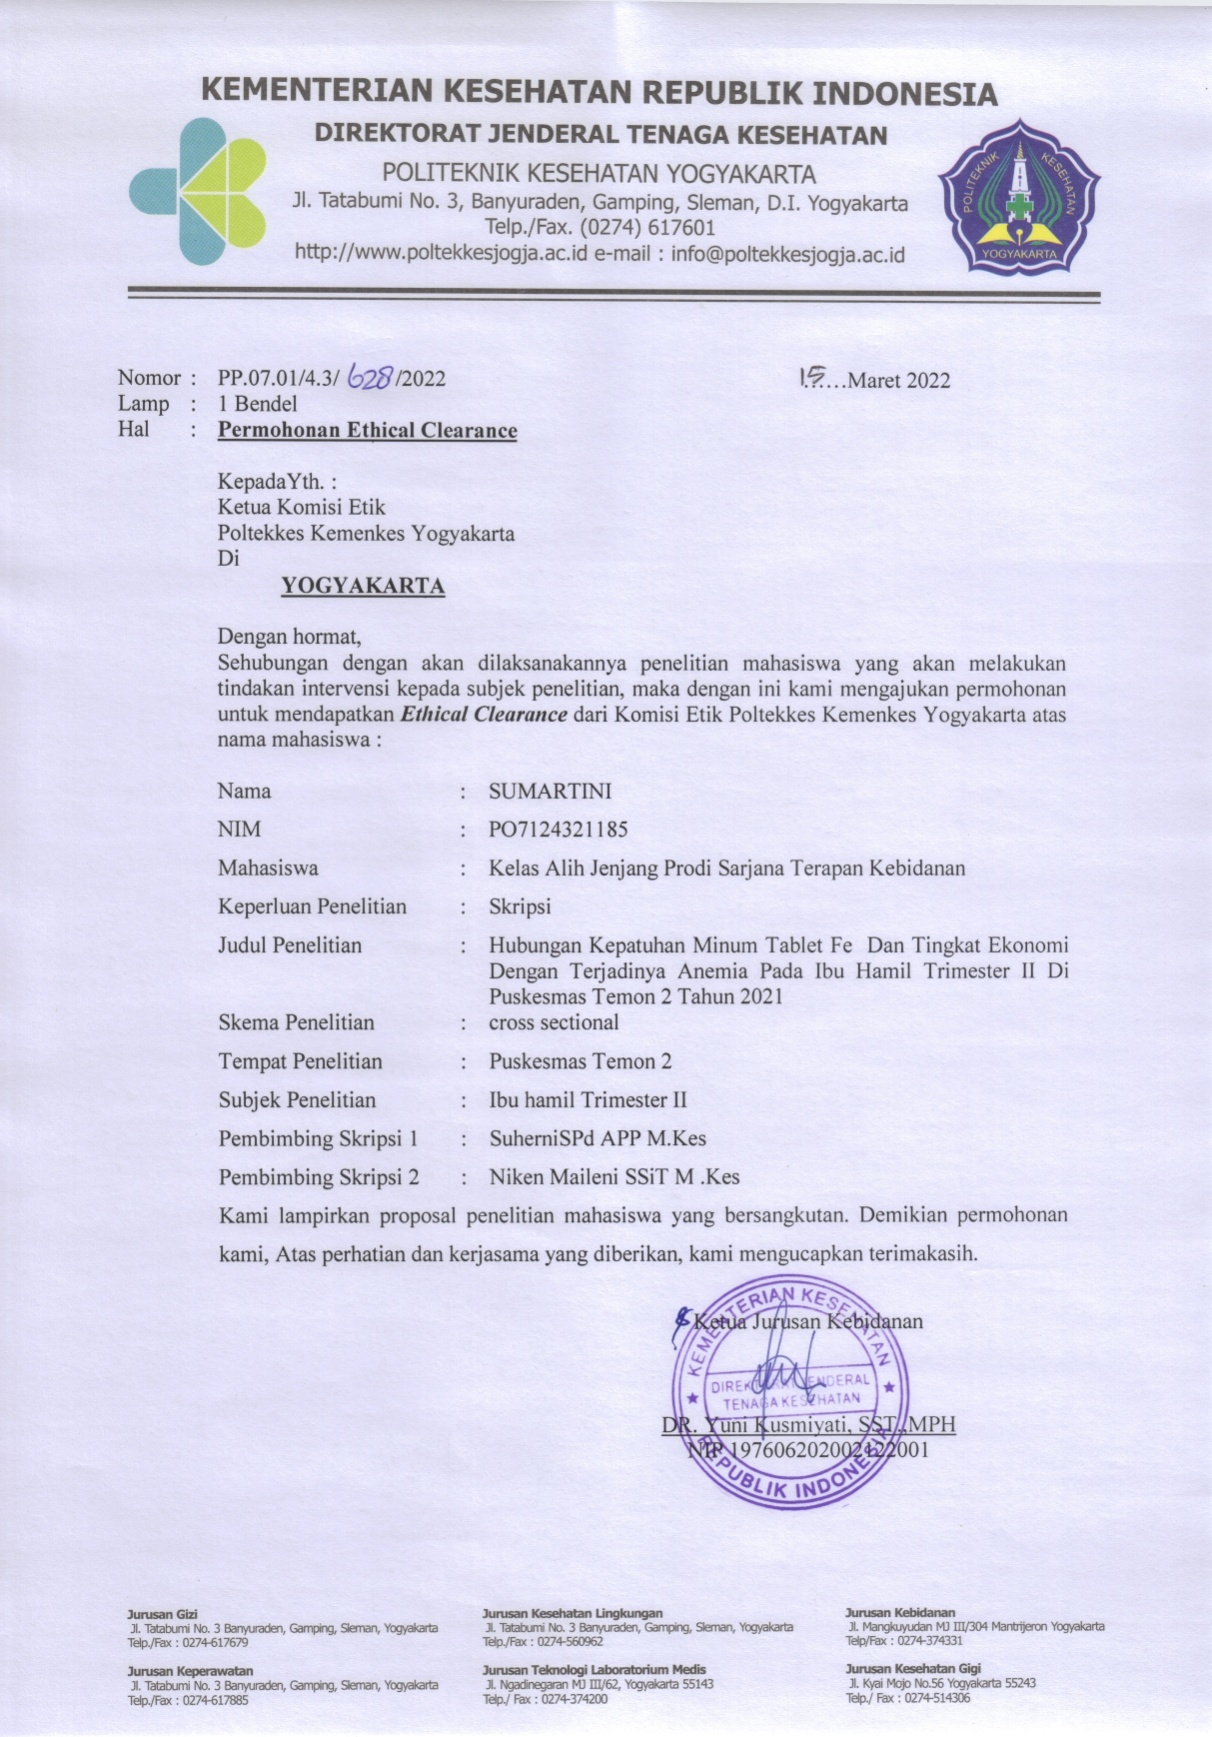 KEMENTERIAN KESEHATAN REPUBLIK INDONESIA
DIREKTORAT JENDERAL TENAGA KESEHATAN
POLITEKNIK KESEHATAN YOGYAKARTA
Jl. Tatabumi No. 3, Banyuraden, Gamping, Sleman, D.I. Yogyakarta
Telp./Fax. (0274) 617601
http://www.poltekkesjogja.ac.id e-mail : info@poltekkesjogja.ac.id
POLITEKNIK KESEHATAN
YOGYAKARTA
Nomor : PP.07.01/4.3/ 628 /2022
15......Maret 2022
Lamp : 1 Bendel
Hal : Permohonan Ethical Clearance
KepadaYth. :
Ketua Komisi Etik
Poltekkes Kemenkes Yogyakarta
Di
YOGYAKARTA
Dengan hormat,
Sehubungan dengan akan dilaksanakannya penelitian mahasiswa yang akan melakukan
tindakan intervensi kepada subjek penelitian, maka dengan ini kami mengajukan permohonan
untuk mendapatkan Ethical Clearance dari Komisi Etik Poltekkes Kemenkes Yogyakarta atas
nama mahasiswa :
Nama : SUMARTINI
NIM : PO7124321185
Mahasiswa : Kelas Alih Jenjang Prodi Sarjana Terapan Kebidanan
Keperluan Penelitian : Skripsi
Judul Penelitian : Hubungan Kepatuhan Minum Tablet Fe Dan Tingkat Ekonomi
Dengan Terjadinya Anemia Pada Ibu Hamil Trimester II Di
Puskesmas Temon 2 Tahun 2021
Skema Penelitian : cross sectional
Tempat Penelitian : Puskesmas Temon 2
Subjek Penelitian : Ibu hamil Trimester II
Pembimbing Skripsi 1 : SuherniSPd APP M.Kes
Pembimbing Skripsi 2 : Niken Maileni SSiT M .Kes
Kami lampirkan proposal penelitian mahasiswa yang bersangkutan. Demikian permohonan
kami, Atas perhatian dan kerjasama yang diberikan, kami mengucapkan terimakasih.
Ketua Jurusan Kebidanan
KEMENTERIAN KESEHATAN
DIREKTORAT JENDERAL
TENAGA KESEHATAN
REPUBLIK INDONESIA
DR. Yuni Kusmiyati, SST.,MPH
NIP 197606202002122001
Jurusan Gizi
Jl. Tatabumi No. 3 Banyuraden, Gamping, Sleman, Yogyakarta
Telp./Fax : 0274-617679
Jurusan Kesehatan Lingkungan
Jl. Tatabumi No. 3 Banyuraden, Gamping, Sleman, Yogyakarta
Telp./Fax : 0274-560962
Jurusan Kebidanan
Jl. Mangkuyudan MJ III/304 Mantrijeron Yogyakarta
Telp/Fax : 0274-374331
Jurusan Keperawatan
Jl. Tatabumi No. 3 Banyuraden, Gamping, Sleman, Yogyakarta
Telp./Fax : 0274-617885
Jurusan Teknologi Laboratorium Medis
Jl. Ngadinegaran MJ III/62, Yogyakarta 55143
Telp./ Fax : 0274-374200
Jurusan Kesehatan Gigi
Jl. Kyai Mojo No.56 Yogyakarta 55243
Telp./ Fax : 0274-514306